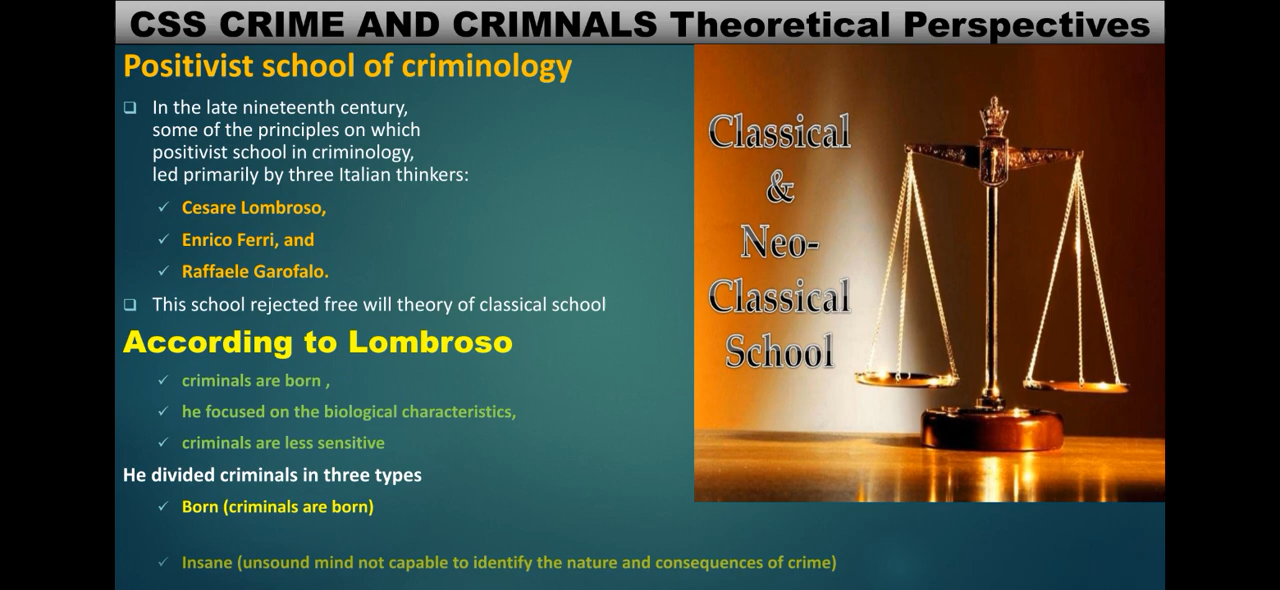 CSS CRIME AND CRIMNALS Theoretical Perspectives
Positivist school of criminology
In the late nineteenth century,
some of the principles on which
positivist school in criminology,
led primarily by three Italian thinkers:
Cesare Lombroso,
Enrico Ferri, and
Raffaele Garofalo.
This school rejected free will theory of classical school
According to Lombroso
criminals are born ,
he focused on the biological characteristics,
criminals are less sensitive
He divided criminals in three types
Born (criminals are born)
Insane (unsound mind not capable to identify the nature and consequences of crime)
Classical
&
Neo-
Classical
School